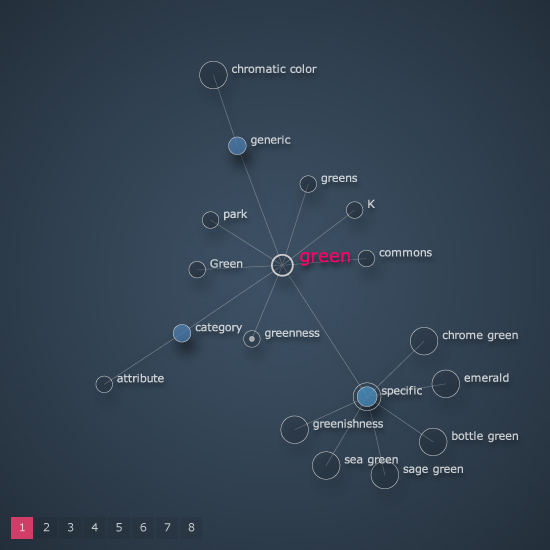 chromatic color
generic
greens
K
park
commons
green
Green
category
greenness
chrome green
attribute
emerald
specific
greenishness
bottle green
sea green
sage green
1 2 3 4 5 6 7 8